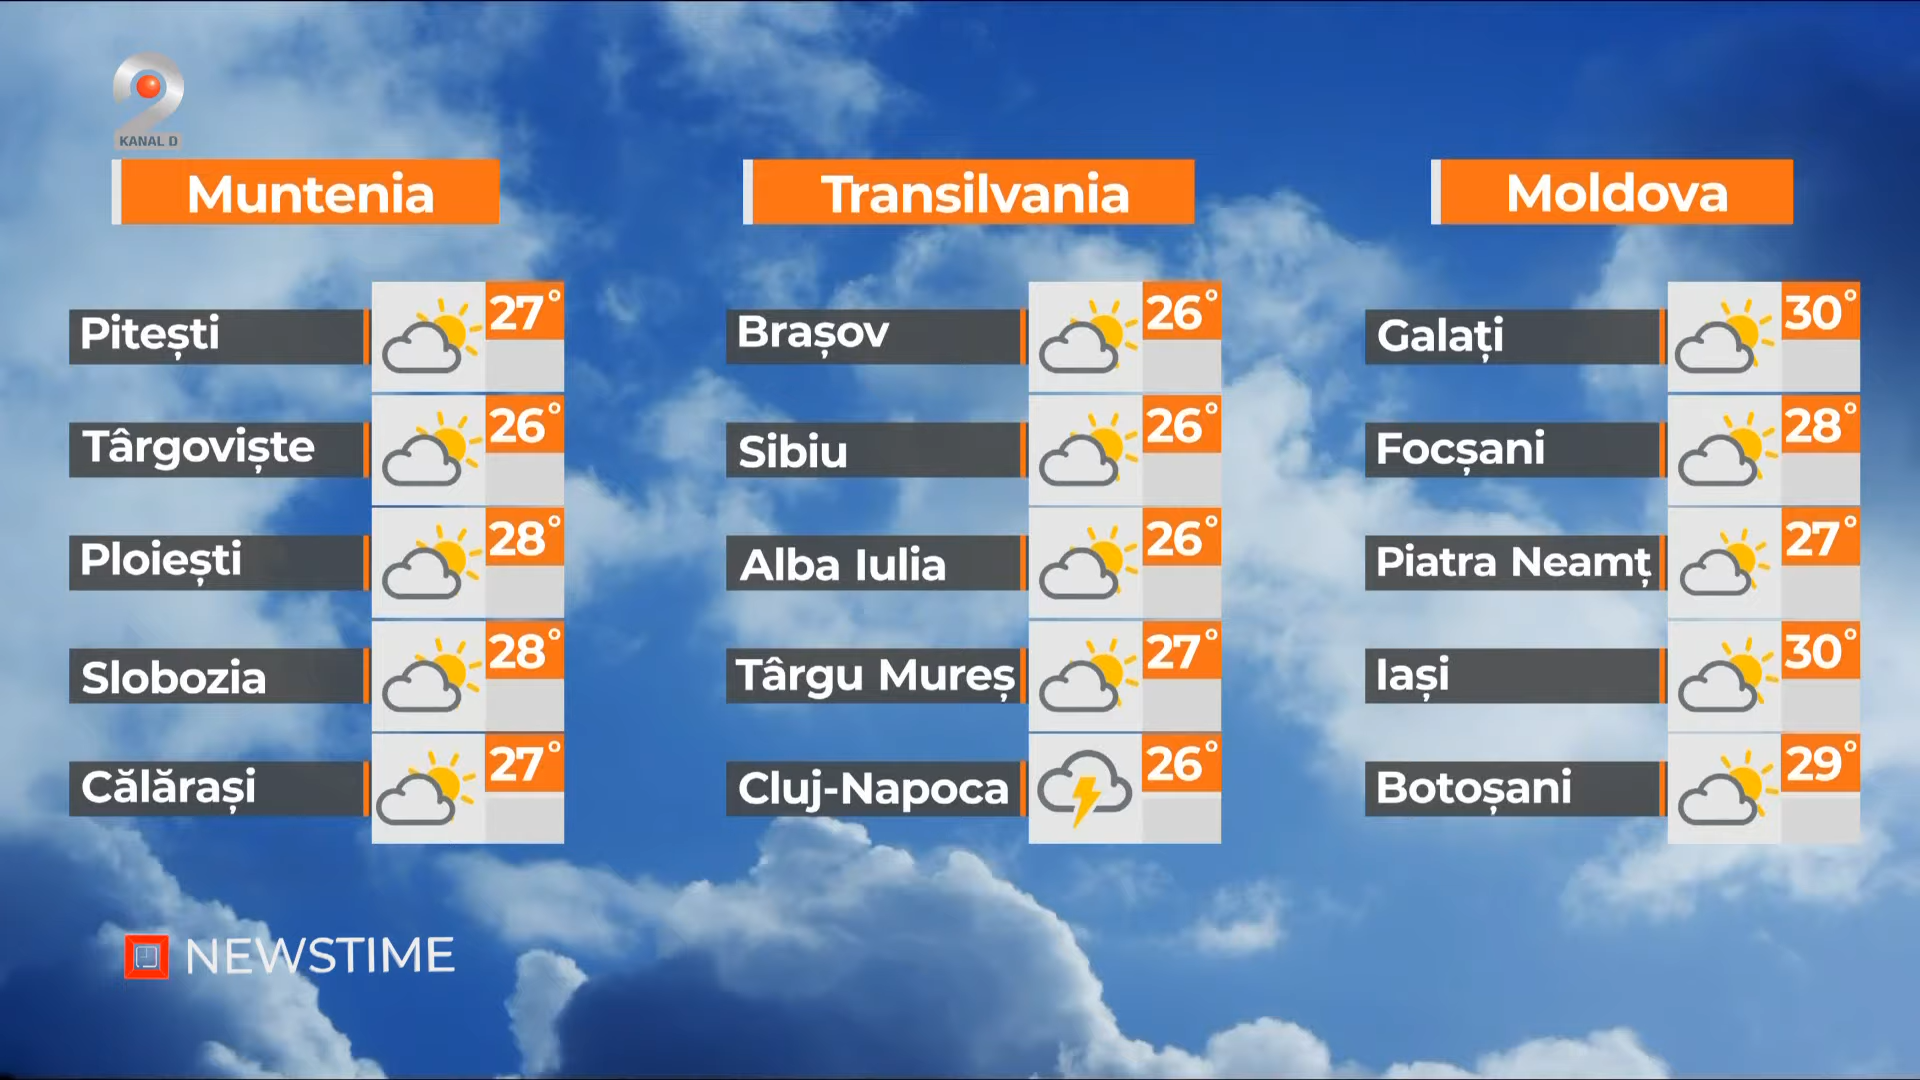 KANAL D
Muntenia
Pitești 27°
Târgoviște 26°
Ploiești 28°
Slobozia 28°
Călărași 27°
Transilvania
Brașov 26°
Sibiu 26°
Alba Iulia 26°
Târgu Mureș 27°
Cluj-Napoca 26°
Moldova
Galați 30°
Focșani 28°
Piatra Neamț 27°
Iași 30°
Botoșani 29°
NEWSTIME